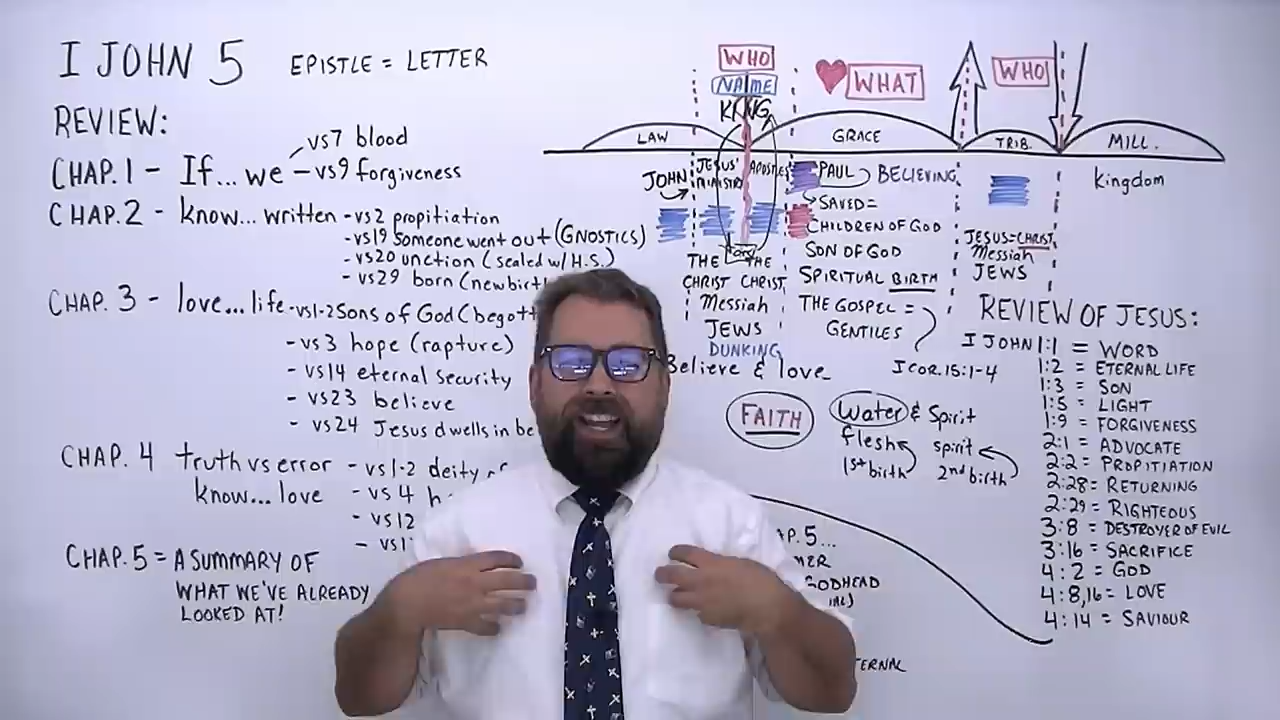 I JOHN 5
EPISTLE = LETTER
REVIEW:
CHAP. 1 - If... we - vs7 blood
- vs9 forgiveness
CHAP. 2 - know... written - vs2 propitiation
- vs19 Someone went out (GNOSTICS)
- vs20 unction (sealed w/ H.S.)
- vs29 born (newbirt
CHAP. 3 - love... life - vs1-2 Sons of God (begott
- vs3 hope (rapture)
- vs14 eternal security
- vs23 believe
- vs24 Jesus dwells in be
CHAP. 4 truth vs error - vs1-2 deity
know... love - vs4
- vs12
- vs1
CHAP. 5 = A SUMMARY OF
WHAT WE'VE ALREADY
LOOKED AT!
WHO
NAME
KING
WHAT
WHO
LAW
GRACE
TRIB.
MILL.
Kingdom
JOHN
JESUS'
MINISTRY
APOSTLES
THE THE
CHRIST CHRIST
Messiah
JEWS
DUNKING
Believe & love
PAUL
BELIEVING
SAVED =
CHILDREN OF GOD
SON OF GOD
SPIRITUAL BIRTH
THE GOSPEL =
GENTILES
I COR. 15:1-4
JESUS = CHRIST
Messiah
JEWS
FAITH
Water & Spirit
flesh
1st birth
spirit
2nd birth
REVIEW OF JESUS:
I JOHN 1:1 = WORD
1:2 = ETERNAL LIFE
1:3 = SON
1:5 = LIGHT
1:9 = FORGIVENESS
2:1 = ADVOCATE
2:2 = PROPITIATION
2:28 = RETURNING
2:29 = RIGHTEOUS
3:8 = DESTROYER OF EVIL
3:16 = SACRIFICE
4:2 = GOD
4:8,16 = LOVE
4:14 = SAVIOUR
AP. 5...
GODHEAD
TERNAL